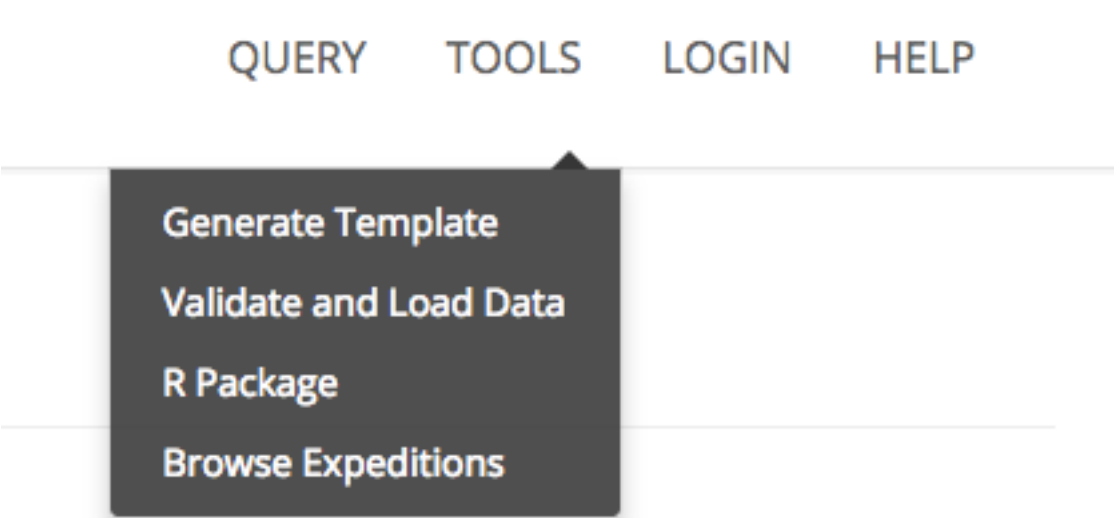 QUERY TOOLS LOGIN HELP
Generate Template
Validate and Load Data
R Package
Browse Expeditions